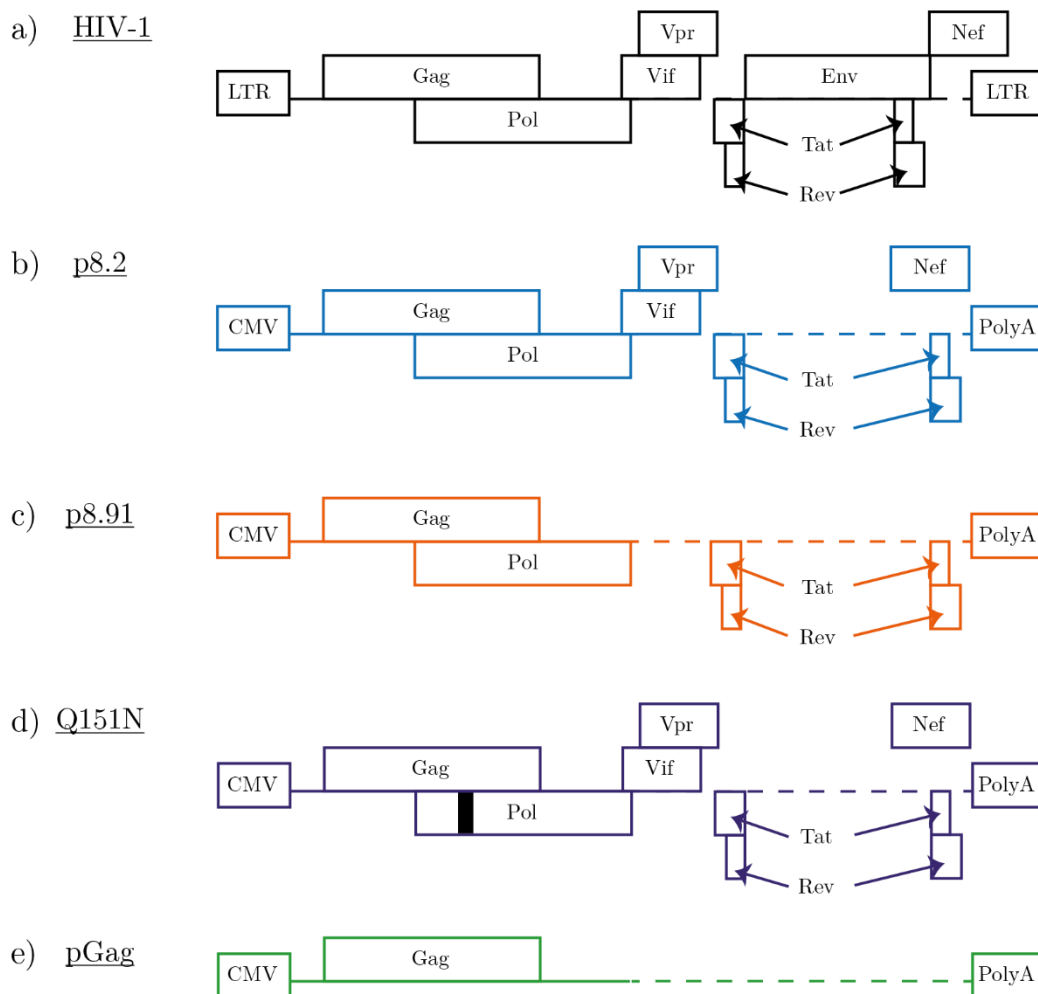 a) HIV-1
Vpr
Nef
LTR
Gag
Vif
Env
LTR
Pol
Tat
Rev
b) p8.2
Vpr
Nef
CMV
Gag
Vif
PolyA
Pol
Tat
Rev
c) p8.91
CMV
Gag
PolyA
Pol
Tat
Rev
d) Q151N
Vpr
Nef
CMV
Gag
Vif
PolyA
Pol
Tat
Rev
e) pGag
CMV
Gag
PolyA